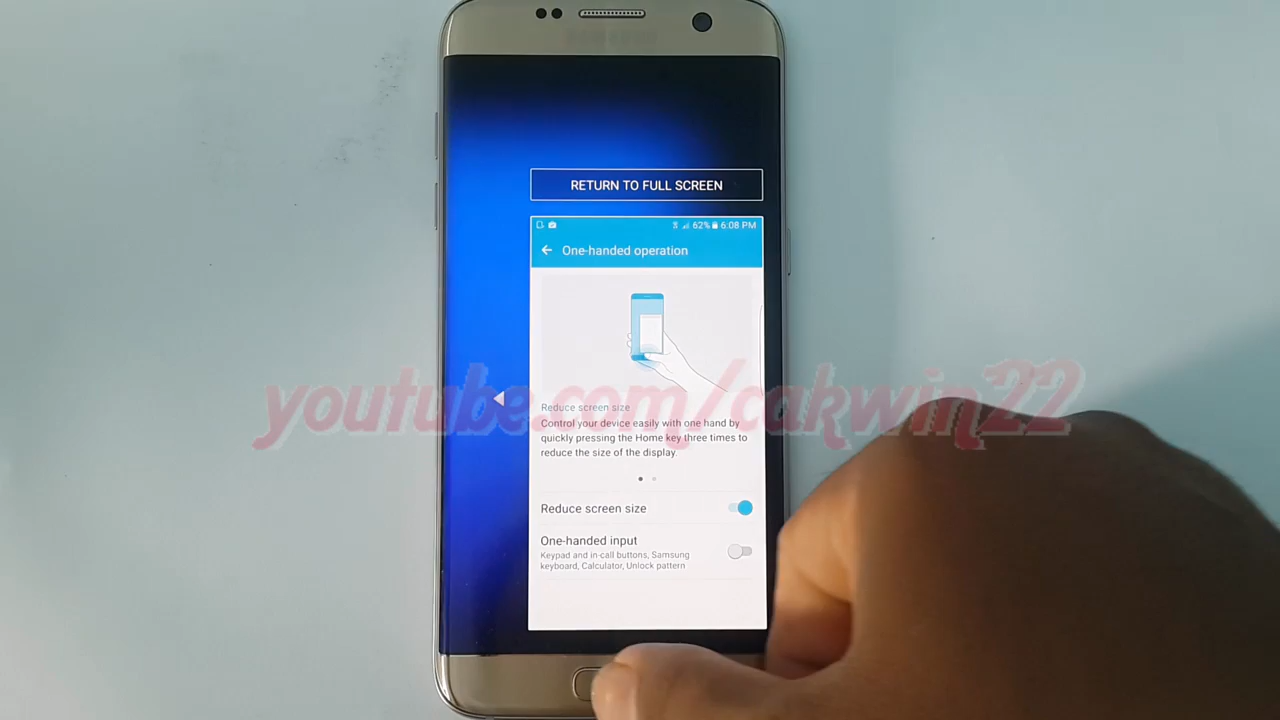 SAMSUNG
RETURN TO FULL SCREEN
62% 6:08 PM
One-handed operation
youtube.com/cakwin22
Reduce screen size
Control your device easily with one hand by
quickly pressing the Home key three times to
reduce the size of the display.
Reduce screen size
One-handed input
Keypad and in-call buttons, Samsung
keyboard, Calculator, Unlock pattern